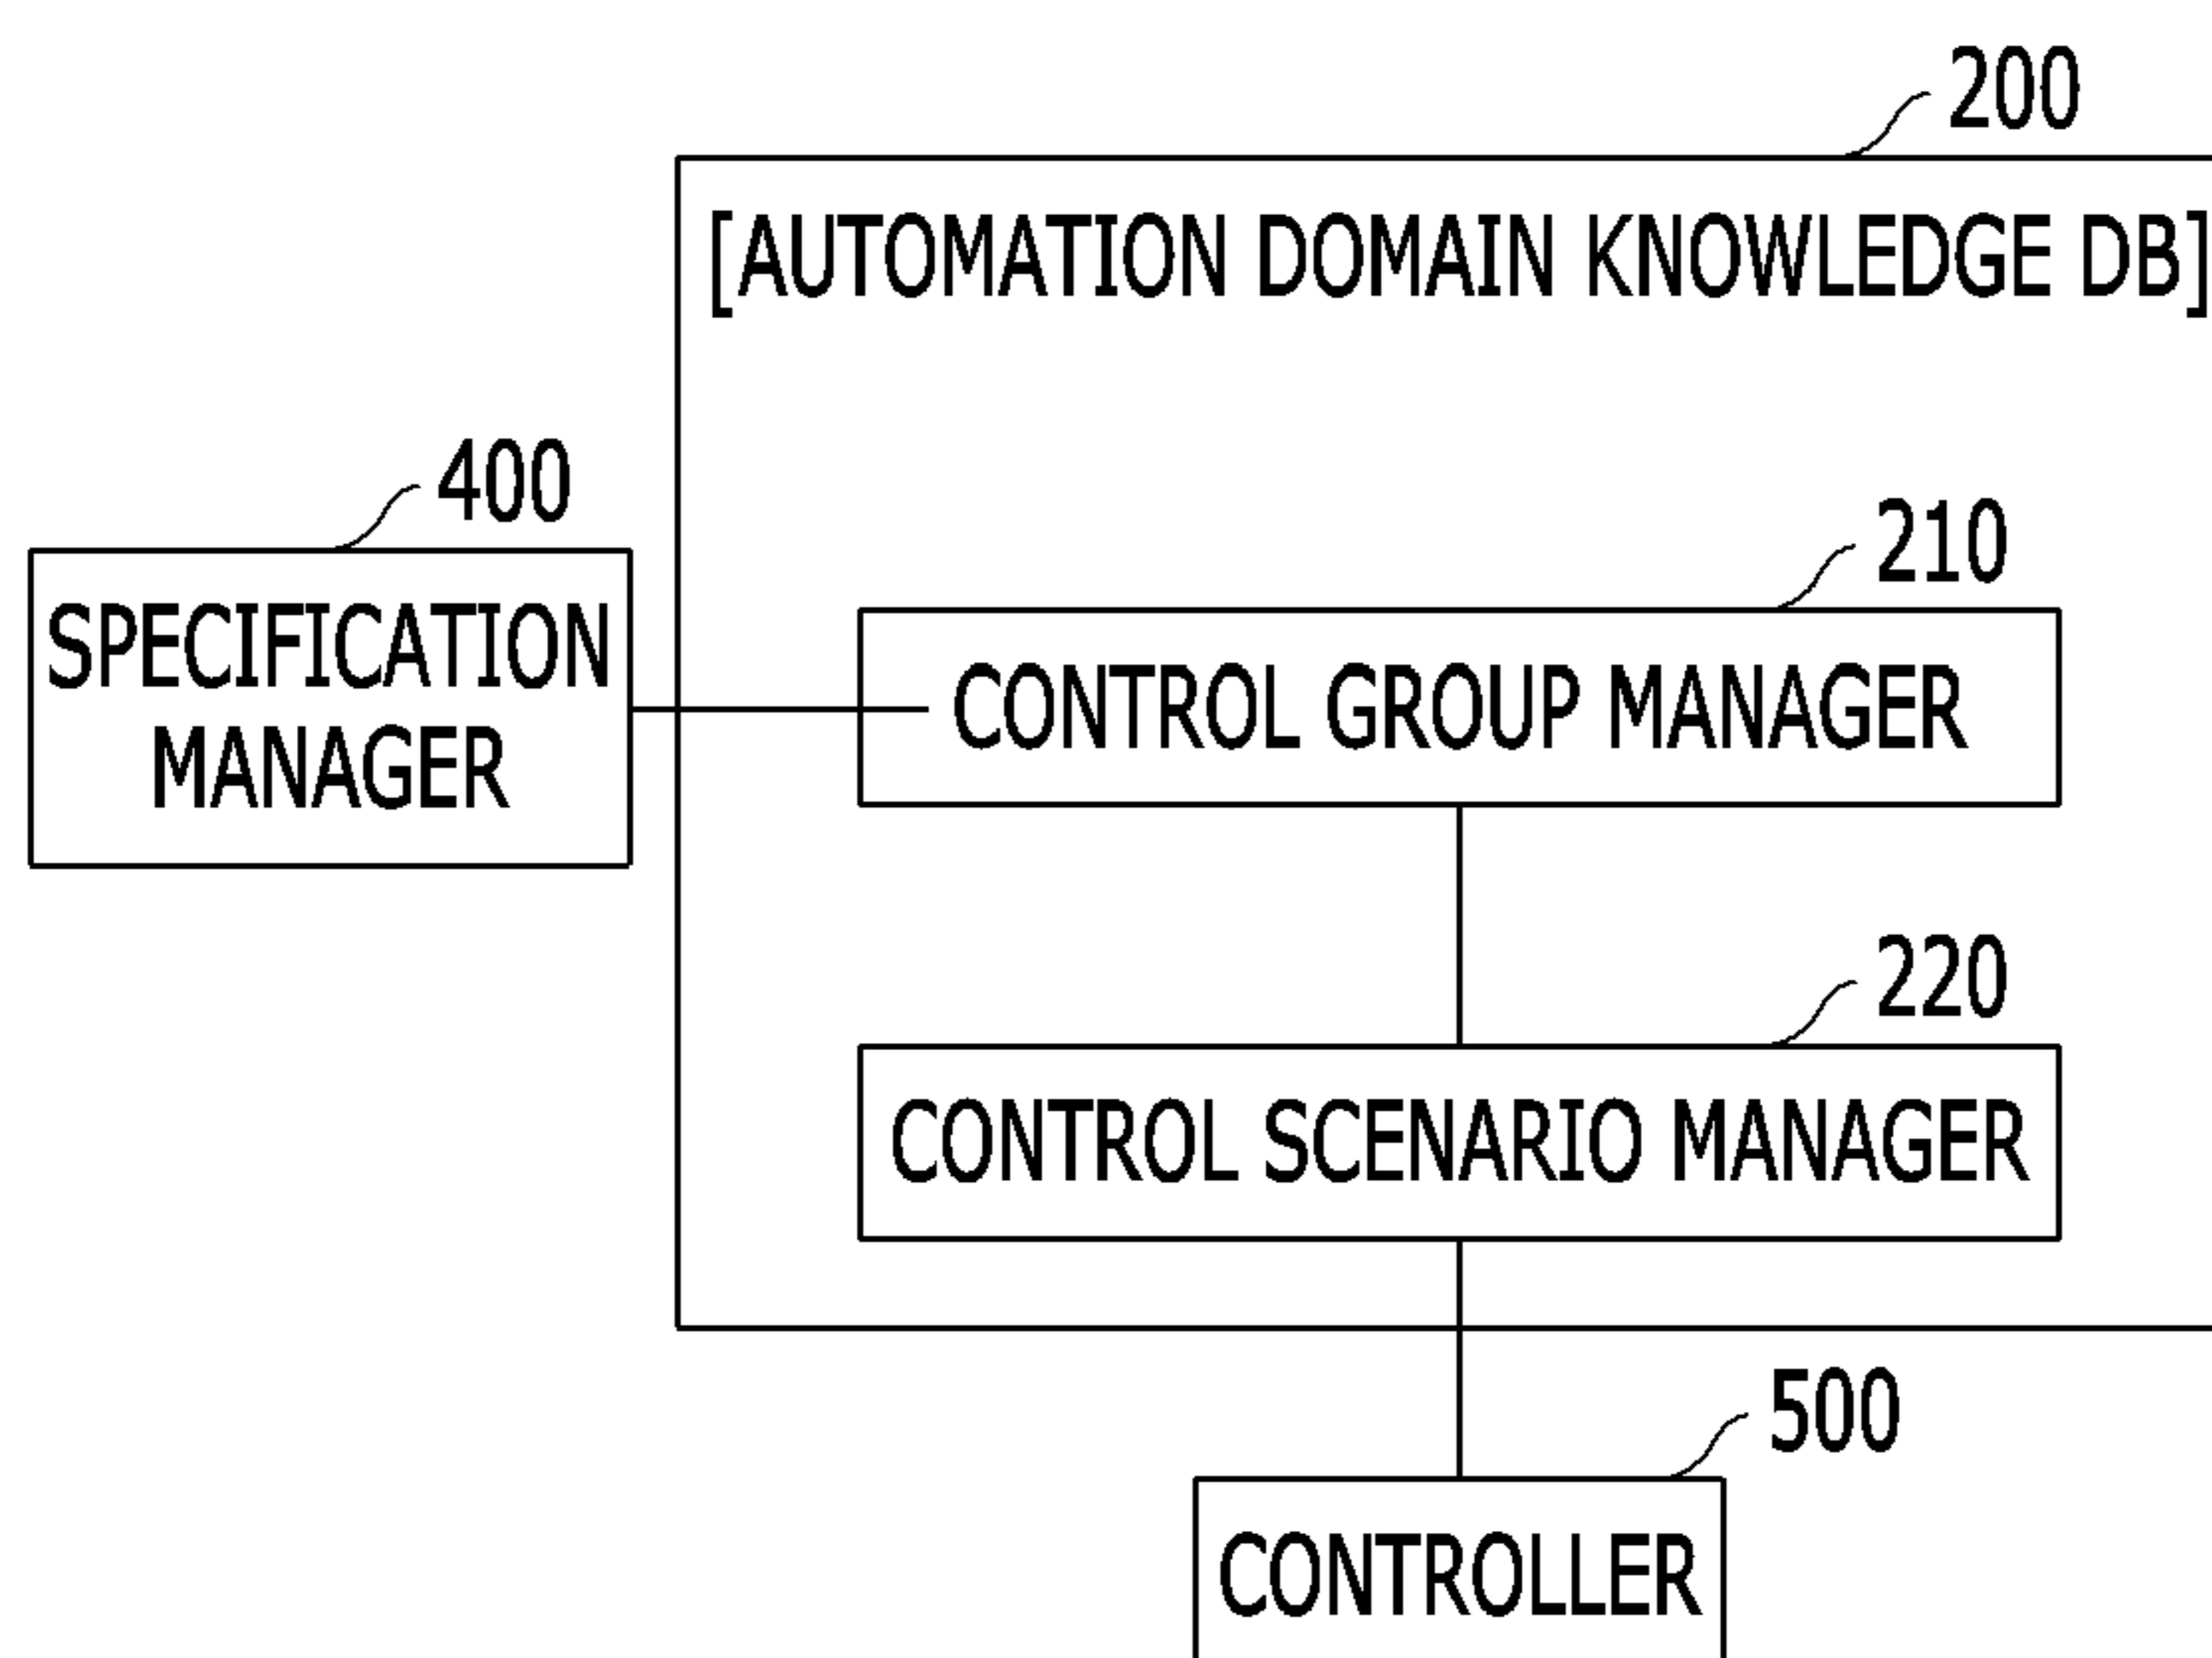 200
[AUTOMATION DOMAIN KNOWLEDGE DB]
400
SPECIFICATION
MANAGER
210
CONTROL GROUP MANAGER
220
CONTROL SCENARIO MANAGER
500
CONTROLLER